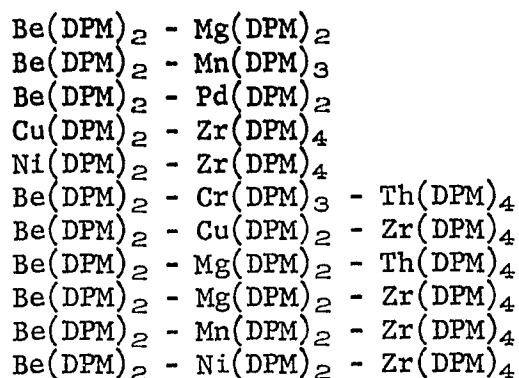 Be(DPM)₂ - Mg(DPM)₂
Be(DPM)₂ - Mn(DPM)₃
Be(DPM)₂ - Pd(DPM)₂
Cu(DPM)₂ - Zr(DPM)₄
Ni(DPM)₂ - Zr(DPM)₄
Be(DPM)₂ - Cr(DPM)₃ - Th(DPM)₄
Be(DPM)₂ - Cu(DPM)₂ - Zr(DPM)₄
Be(DPM)₂ - Mg(DPM)₂ - Th(DPM)₄
Be(DPM)₂ - Mg(DPM)₂ - Zr(DPM)₄
Be(DPM)₂ - Mn(DPM)₂ - Zr(DPM)₄
Be(DPM)₂ - Ni(DPM)₂ - Zr(DPM)₄